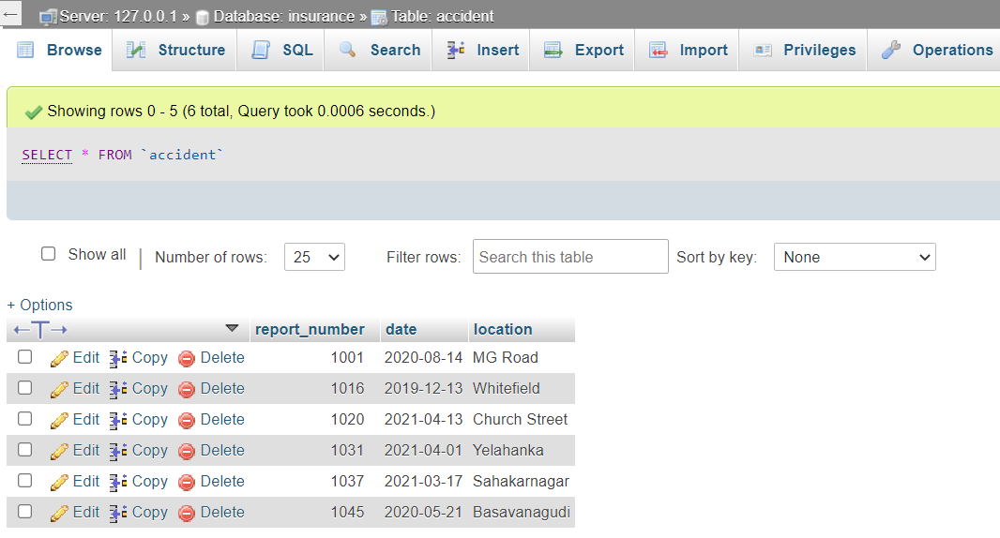 Server: 127.0.0.1 » Database: insurance » Table: accident
Browse Structure SQL Search Insert Export Import Privileges Operations
Showing rows 0 - 5 (6 total, Query took 0.0006 seconds.)
SELECT * FROM `accident`
Show all | Number of rows: 25 Filter rows: Search this table Sort by key: None
+ Options
←T→ report_number date location
Edit Copy Delete 1001 2020-08-14 MG Road
Edit Copy Delete 1016 2019-12-13 Whitefield
Edit Copy Delete 1020 2021-04-13 Church Street
Edit Copy Delete 1031 2021-04-01 Yelahanka
Edit Copy Delete 1037 2021-03-17 Sahakarnagar
Edit Copy Delete 1045 2020-05-21 Basavanagudi